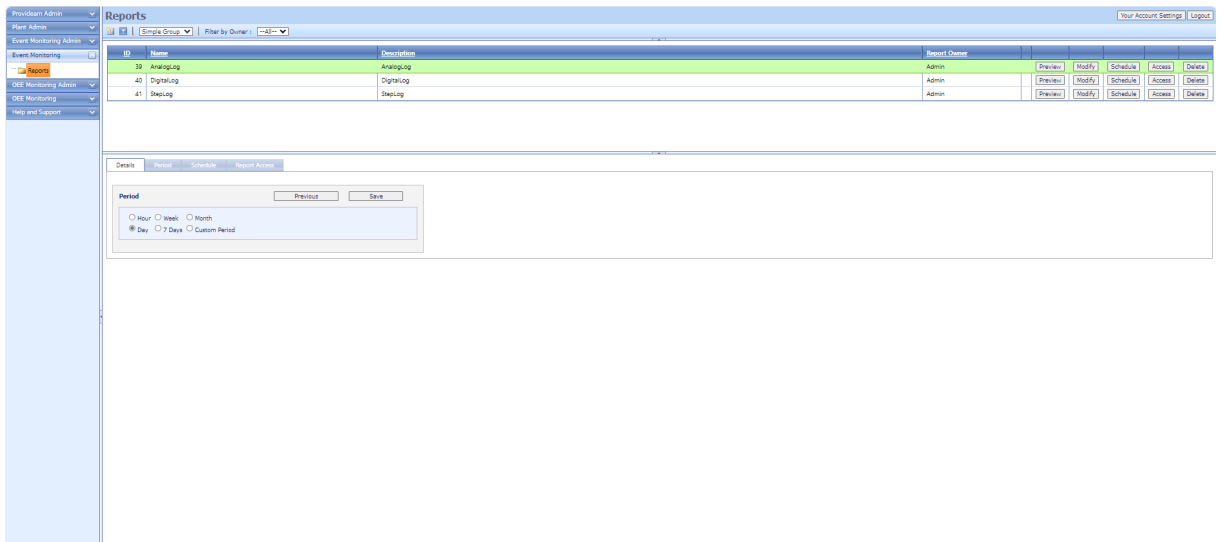 Provideam Admin
Plant Admin
Event Monitoring Admin
Event Monitoring
Reports
OEE Monitoring Admin
OEE Monitoring
Help and Support
Reports
Your Account Settings Logout
Simple Group Filter by Owner : --All--
ID Name Description Report Owner
39 AnalogLog AnalogLog Admin Preview Modify Schedule Access Delete
40 DigitalLog DigitalLog Admin Preview Modify Schedule Access Delete
41 StepLog StepLog Admin Preview Modify Schedule Access Delete
Details Period Schedule Report Access
Period Previous Save
Hour Week Month
Day 7 Days Custom Period